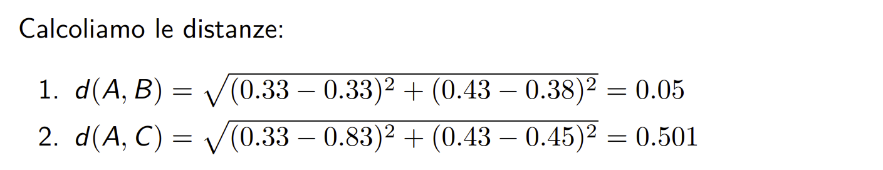 Calcoliamo le distanze:
1. d(A, B) = √(0.33 − 0.33)² + (0.43 − 0.38)² = 0.05
2. d(A, C) = √(0.33 − 0.83)² + (0.43 − 0.45)² = 0.501